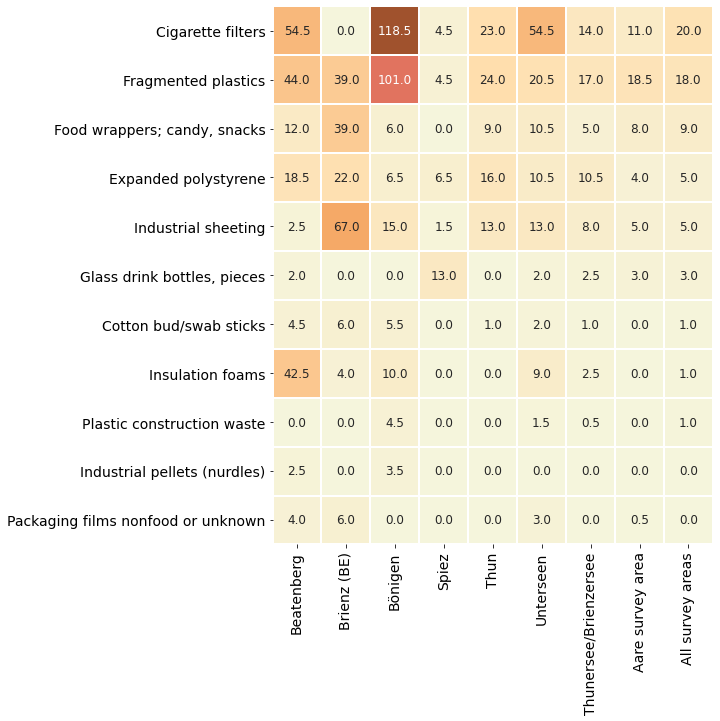 Cigarette filters 54.5 0.0 118.5 4.5 23.0 54.5 14.0 11.0 20.0
Fragmented plastics 44.0 39.0 101.0 4.5 24.0 20.5 17.0 18.5 18.0
Food wrappers; candy, snacks 12.0 39.0 6.0 0.0 9.0 10.5 5.0 8.0 9.0
Expanded polystyrene 18.5 22.0 6.5 6.5 16.0 10.5 10.5 4.0 5.0
Industrial sheeting 2.5 67.0 15.0 1.5 13.0 13.0 8.0 5.0 5.0
Glass drink bottles, pieces 2.0 0.0 0.0 13.0 0.0 2.0 2.5 3.0 3.0
Cotton bud/swab sticks 4.5 6.0 5.5 0.0 1.0 2.0 1.0 0.0 1.0
Insulation foams 42.5 4.0 10.0 0.0 0.0 9.0 2.5 0.0 1.0
Plastic construction waste 0.0 0.0 4.5 0.0 0.0 1.5 0.5 0.0 1.0
Industrial pellets (nurdles) 2.5 0.0 3.5 0.0 0.0 0.0 0.0 0.0 0.0
Packaging films nonfood or unknown 4.0 6.0 0.0 0.0 0.0 3.0 0.0 0.5 0.0
Beatenberg
Brienz (BE)
Bönigen
Spiez
Thun
Unterseen
Thunersee/Brienzersee
Aare survey area
All survey areas